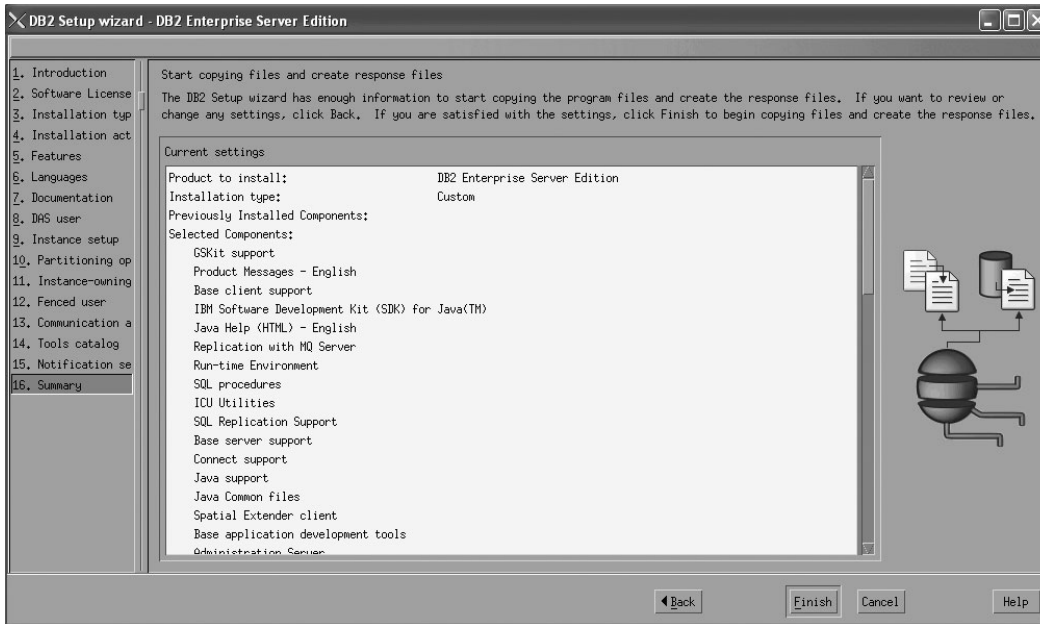 DB2 Setup wizard - DB2 Enterprise Server Edition
1. Introduction
2. Software License
3. Installation typ
4. Installation act
5. Features
6. Languages
7. Documentation
8. DAS user
9. Instance setup
10. Partitioning op
11. Instance-owning
12. Fenced user
13. Communication a
14. Tools catalog
15. Notification se
16. Summary
Start copying files and create response files
The DB2 Setup wizard has enough information to start copying the program files and create the response files. If you want to review or
change any settings, click Back. If you are satisfied with the settings, click Finish to begin copying files and create the response files.
Current settings
Product to install: DB2 Enterprise Server Edition
Installation type: Custom
Previously Installed Components:
Selected Components:
GSKit support
Product Messages - English
Base client support
IBM Software Development Kit (SDK) for Java(TM)
Java Help (HTML) - English
Replication with MQ Server
Run-time Environment
SQL procedures
ICU Utilities
SQL Replication Support
Base server support
Connect support
Java support
Java Common files
Spatial Extender client
Base application development tools
Administration Server
Back
Finish
Cancel
Help